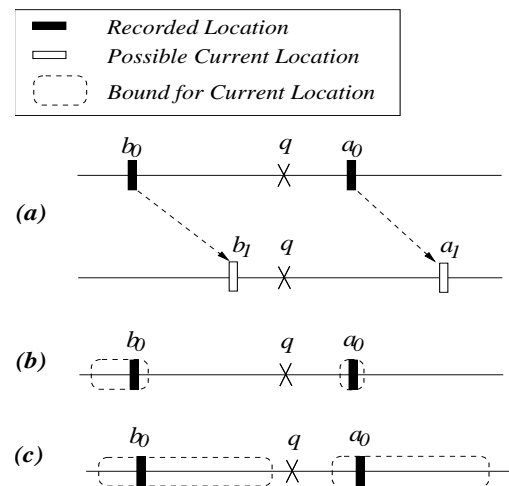 Recorded Location
Possible Current Location
Bound for Current Location
b0 q a0
(a)
b1 q a1
b0 q a0
(b)
b0 q a0
(c)